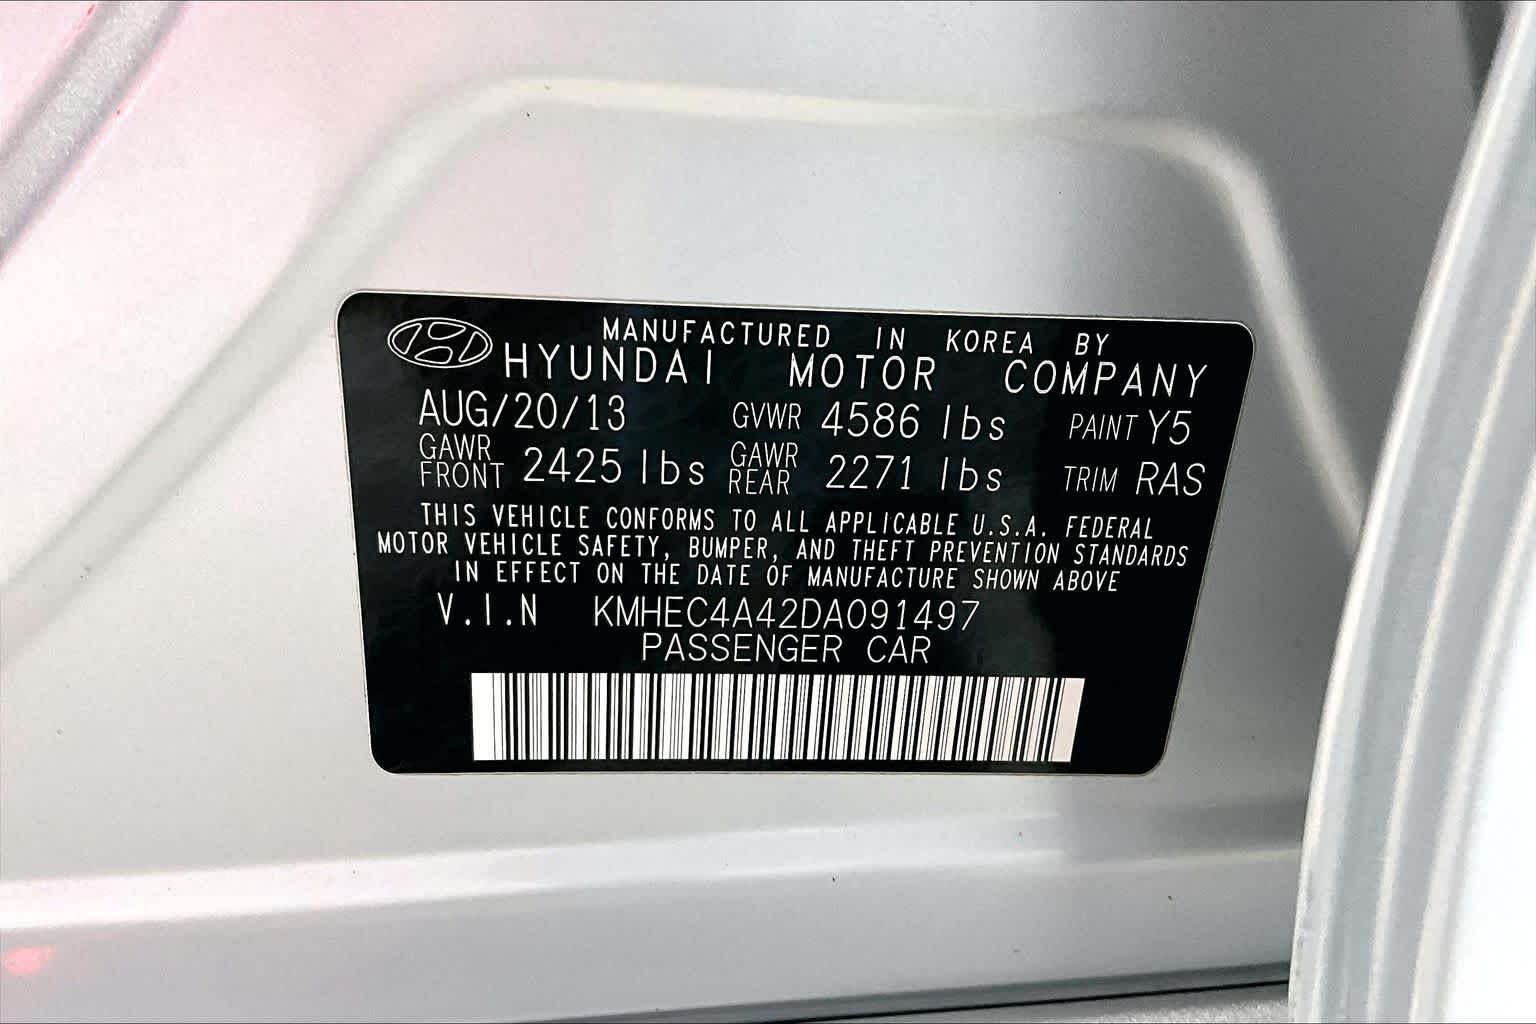 MANUFACTURED IN KOREA BY
HYUNDAI MOTOR COMPANY
AUG/20/13 GVWR 4586 lbs PAINT Y5
GAWR FRONT 2425 lbs GAWR REAR 2271 lbs TRIM RAS
THIS VEHICLE CONFORMS TO ALL APPLICABLE U.S.A. FEDERAL
MOTOR VEHICLE SAFETY, BUMPER, AND THEFT PREVENTION STANDARDS
IN EFFECT ON THE DATE OF MANUFACTURE SHOWN ABOVE
V.I.N KMHEC4A42DA091497
PASSENGER CAR